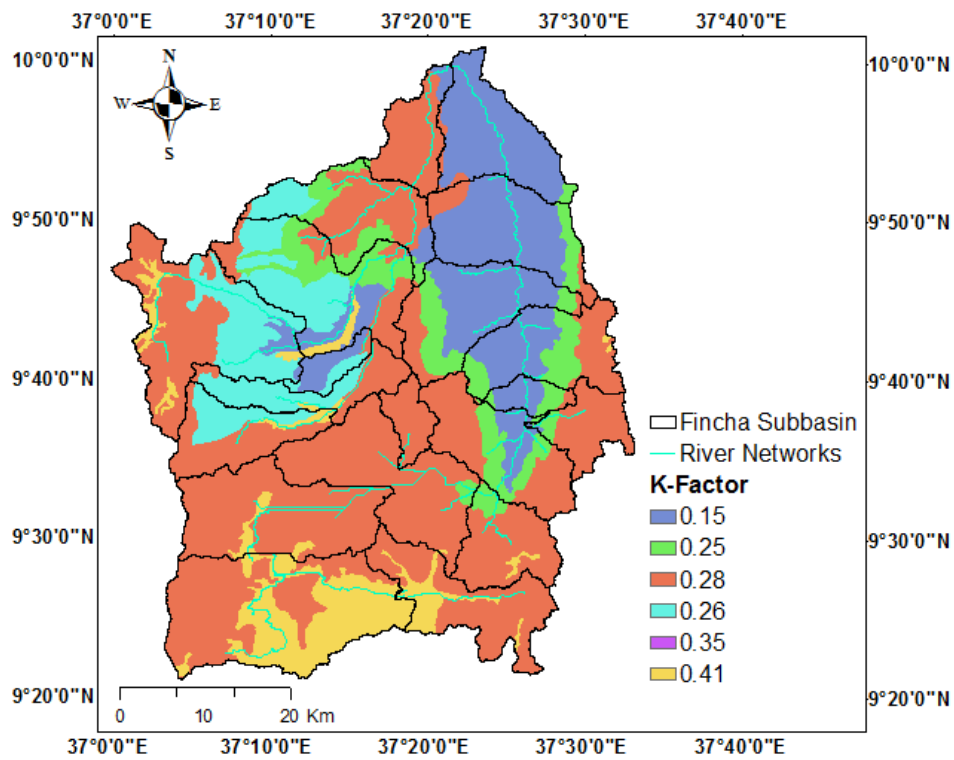 37°0'0"E 37°10'0"E 37°20'0"E 37°30'0"E 37°40'0"E
10°0'0"N 10°0'0"N
N
W E
S
9°50'0"N 9°50'0"N
9°40'0"N 9°40'0"N
Fincha Subbasin
River Networks
K-Factor
0.15
9°30'0"N 9°30'0"N
0.25
0.28
0.26
0.35
0.41
9°20'0"N 9°20'0"N
0 10 20 Km
37°0'0"E 37°10'0"E 37°20'0"E 37°30'0"E 37°40'0"E